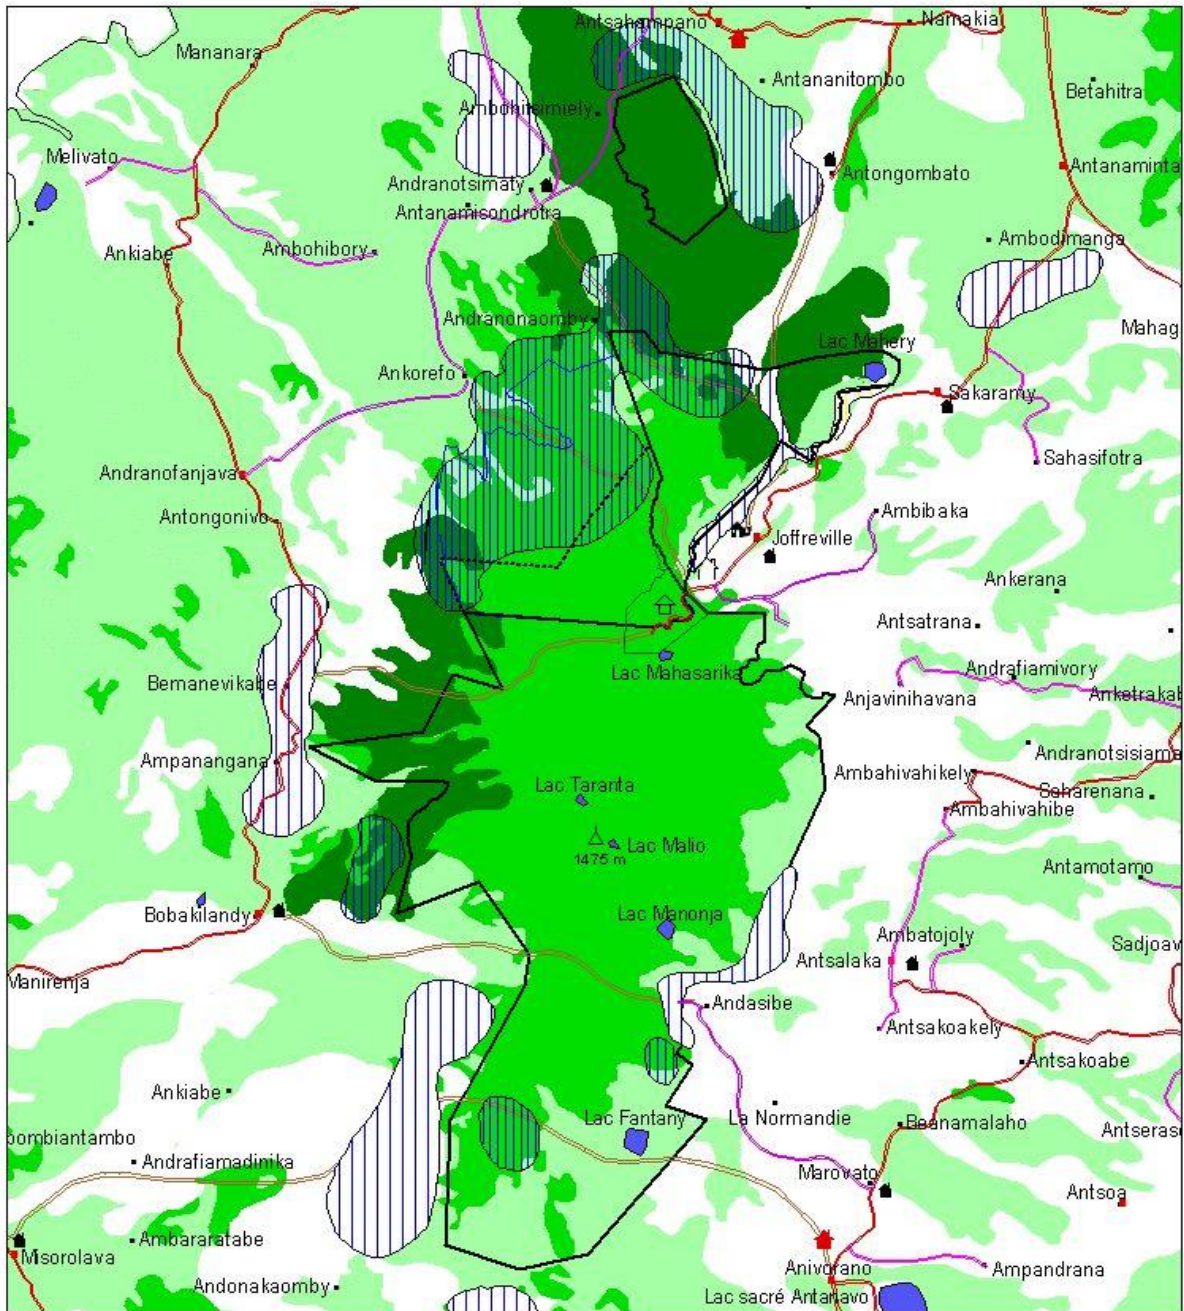 Antsahampano
Namakia
Mananara
Antananitombo
Betahitra
Ambohitsimiely
Melivato
Antanaminta
Andranotsimaty
Antongombato
Antanamisondrotra
Ambohibory
Ambodimanga
Ankiabe
Andranonaomby
Mahag
Lac Mahery
Ankorefo
Sakaramy
Sahasifotra
Andranofanjava
Ambibaka
Antongonivo
Joffreville
Ankerana
Antsatrana
Lac Mahasarika
Andrafiamivory
Bemanevikabe
Anjavinihavana
Anketrakab
Andranotsisiama
Ampanangana
Ambahivahikely
Lac Taranta
Saharenana
Ambahivahibe
Lac Malio
1475 m
Antamotamo
Bobakilandy
Lac Manonja
Ambatojoly
Sadjoav
Antsalaka
Manirenja
Andasibe
Antsakoakely
Antsakoabe
Ankiabe
Lac Fantany
La Normandie
Beanamalaho
bombiantambo
Antseraso
Andrafiamadinika
Marovato
Antsoa
Ambararatabe
Misorolava
Anivorano
Ampandrana
Andonakaomby
Lac sacré Antanavo